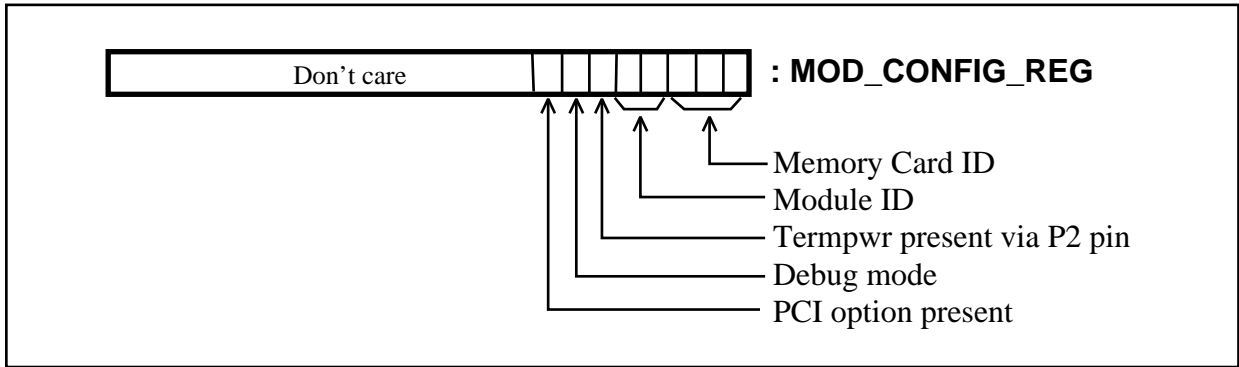 Don't care
: MOD_CONFIG_REG
Memory Card ID
Module ID
Termpwr present via P2 pin
Debug mode
PCI option present